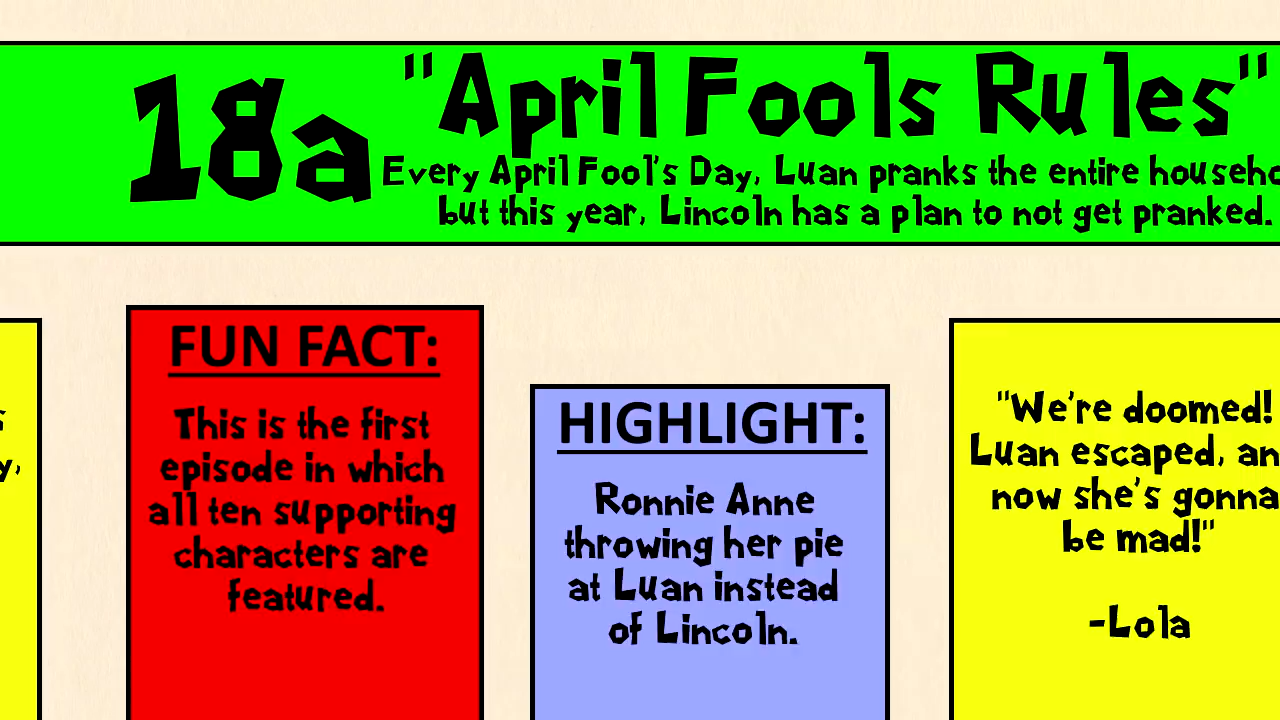 18a
"April Fools Rules"
Every April Fool's Day, Luan pranks the entire
but this year, Lincoln has a plan to not get pranked.
FUN FACT:
This is the first
episode in which
all ten supporting
characters are
featured.
HIGHLIGHT:
Ronnie Anne
throwing her pie
at Luan instead
of Lincoln.
"We're doomed!
Luan escaped, an
now she's gonna
be mad!"
-Lola